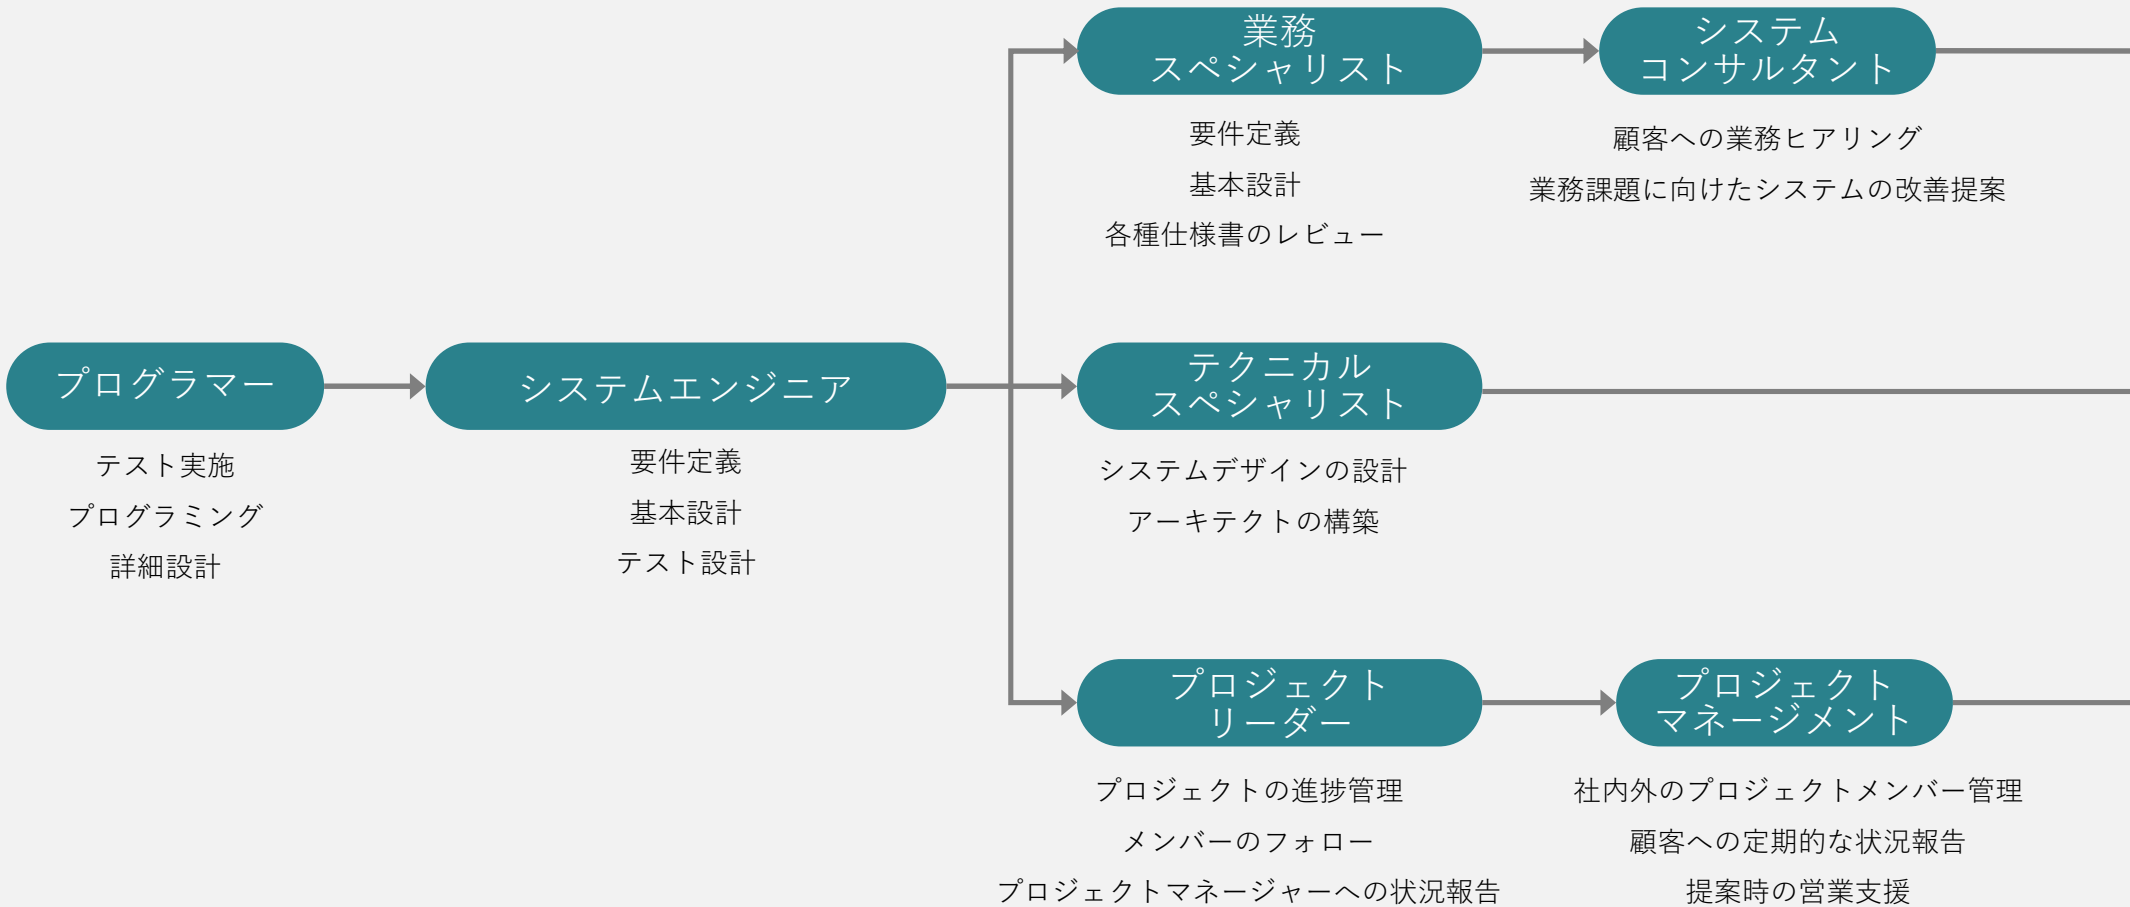 業務
スペシャリスト
要件定義
基本設計
各種仕様書のレビュー
システム
コンサルタント
顧客への業務ヒアリング
業務課題に向けたシステムの改善提案
プログラマー
テスト実施
プログラミング
詳細設計
システムエンジニア
要件定義
基本設計
テスト設計
テクニカル
スペシャリスト
システムデザインの設計
アーキテクトの構築
プロジェクト
リーダー
プロジェクトの進捗管理
メンバーのフォロー
プロジェクトマネージャーへの状況報告
プロジェクト
マネージメント
社内外のプロジェクトメンバー管理
顧客への定期的な状況報告
提案時の営業支援